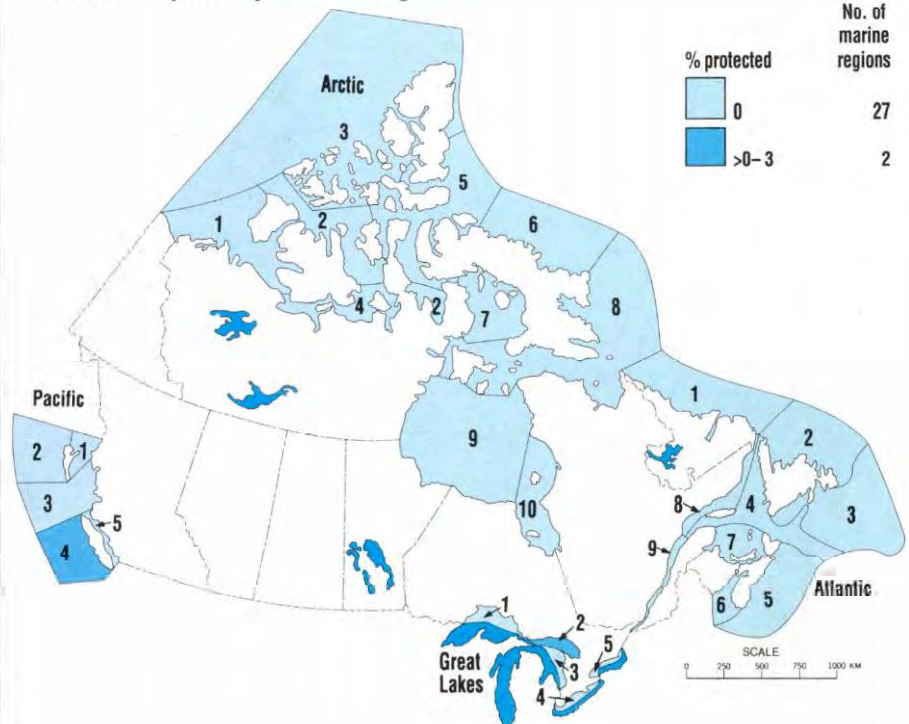 No. of
marine
regions
% protected
0 27
>0–3 2
Arctic
3
5
1
2
6
4
2
7
8
Pacific
1
2
1
9
2
3
5
8
4
3
10
4
9
7
Atlantic
6
5
1
2
SCALE
5
0 250 500 750 1000 KM
Great
Lakes
3
4